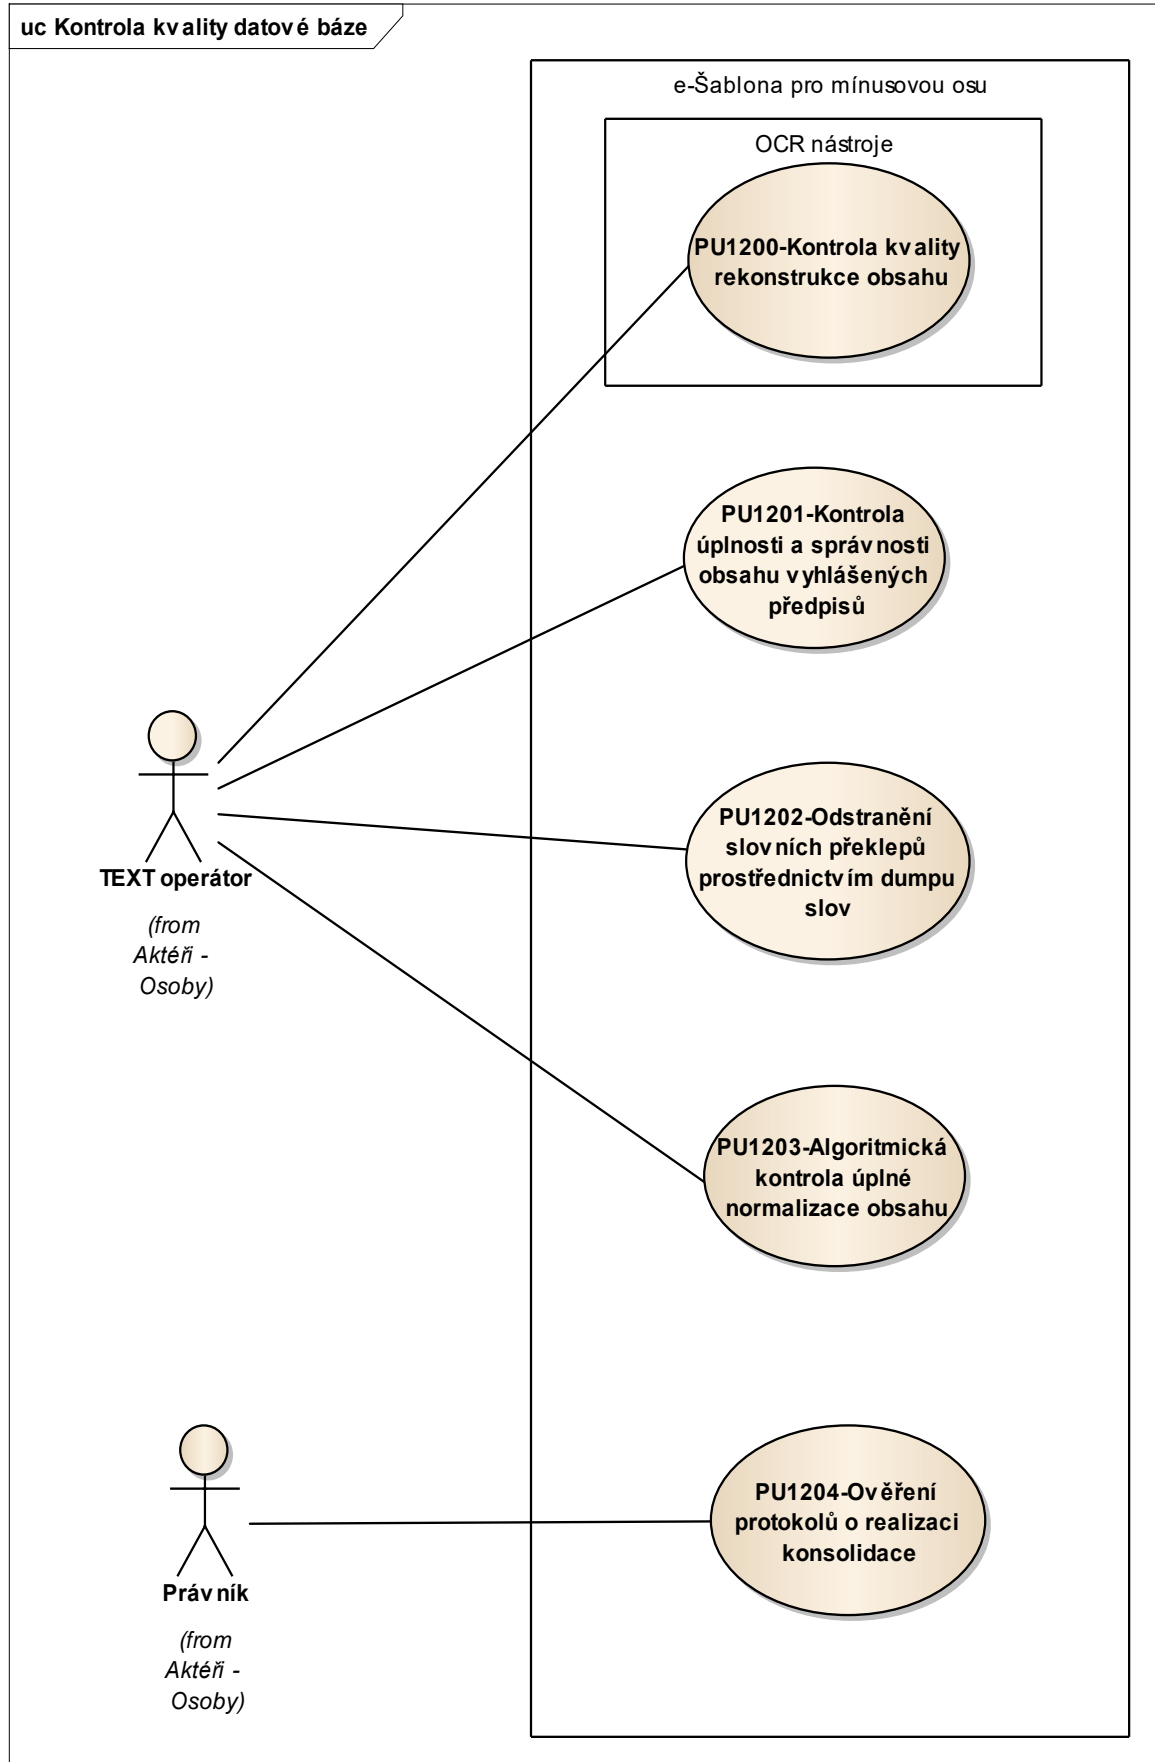 uc Kontrola kvality datové báze
e-Šablona pro mínusovou osu
OCR nástroje
PU1200-Kontrola kvality
rekonstrukce obsahu
PU1201-Kontrola
úplnosti a správnosti
obsahu vyhlášených
předpisů
PU1202-Odstranění
slovních překlepů
prostřednictvím dumpu
slov
TEXT operátor
(from
Aktéři -
Osoby)
PU1203-Algoritmická
kontrola úplné
normalizace obsahu
PU1204-Ověření
protokolů o realizaci
konsolidace
Právník
(from
Aktéři -
Osoby)